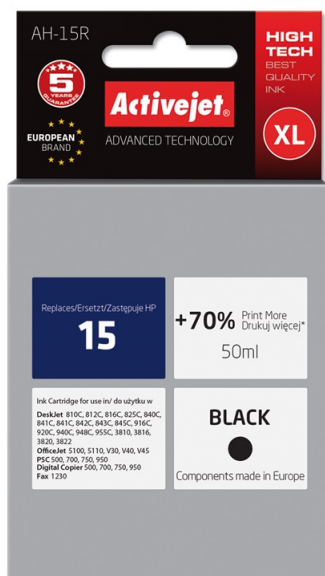 AH-15R
HIGH
TECH
BEST
QUALITY
INK
5
YEARS
GUARANTEE
Activejet®
EUROPEAN
BRAND
ADVANCED TECHNOLOGY
XL
Replaces/Ersetzt/Zastępuje HP
15
+70% Print More
Drukuj więcej*
50ml
Ink Cartridge for use in/ do użytku w
DeskJet 810C, 812C, 816C, 825C, 840C,
841C, 841C, 842C, 843C, 845C, 916C,
920C, 940C, 948C, 955C, 3810, 3816,
3820, 3822
OfficeJet 5100, 5110, V30, V40, V45
PSC 500, 700, 750, 950
Digital Copier 500, 700, 750, 950
Fax 1230
BLACK
Components made in Europe